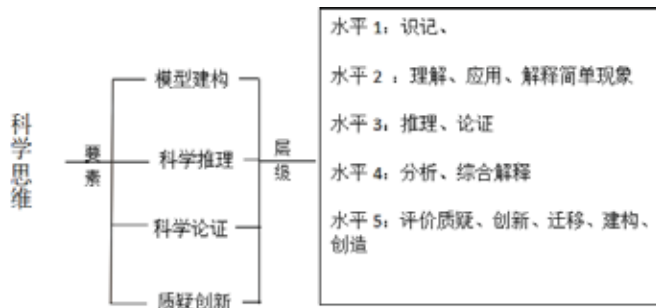 科学思维
要素
模型建构
科学推理
科学论证
质疑创新
层级
水平 1：识记、
水平 2 ：理解、应用、解释简单现象
水平 3：推理、论证
水平 4：分析、综合解释
水平 5：评价质疑、创新、迁移、建构、
创造